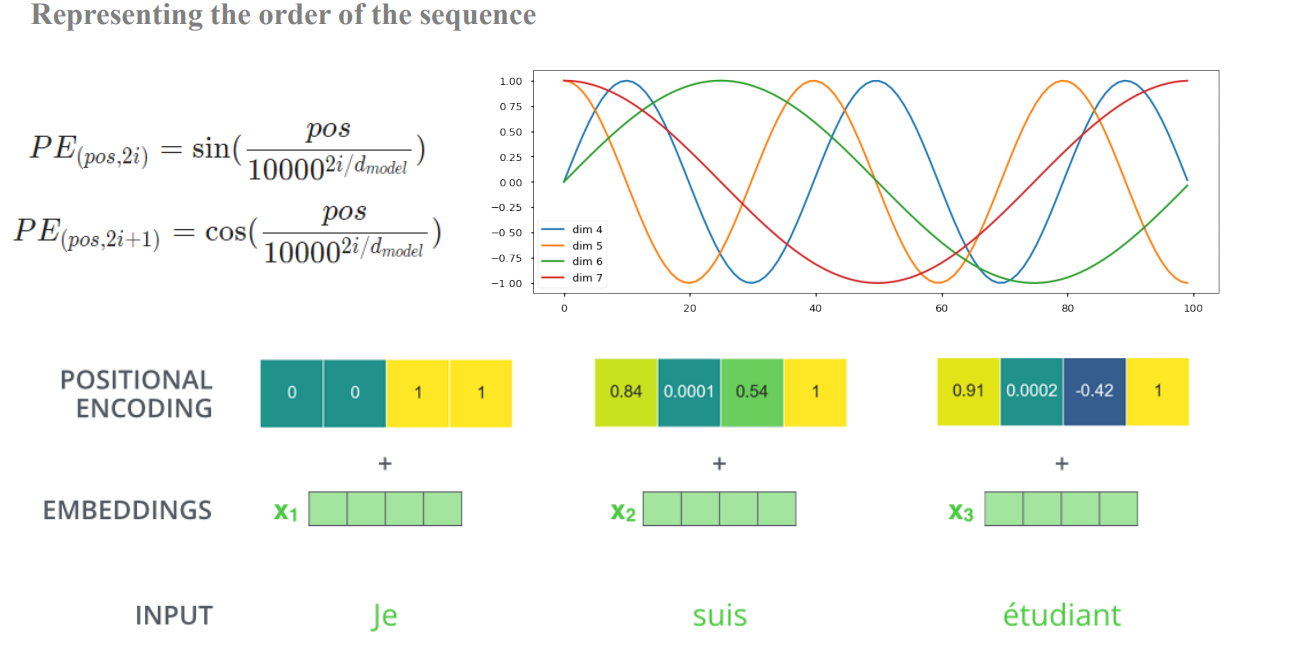 Representing the order of the sequence
PE(pos,2i) = sin(pos / 10000^2i/dmodel)
PE(pos,2i+1) = cos(pos / 10000^2i/dmodel)
1.00
0.75
0.50
0.25
0.00
−0.25
−0.50
−0.75
−1.00
dim 4
dim 5
dim 6
dim 7
0 20 40 60 80 100
POSITIONAL
ENCODING
0 0 1 1
0.84 0.0001 0.54 1
0.91 0.0002 -0.42 1
+ + +
EMBEDDINGS x1 x2 x3
INPUT Je suis étudiant